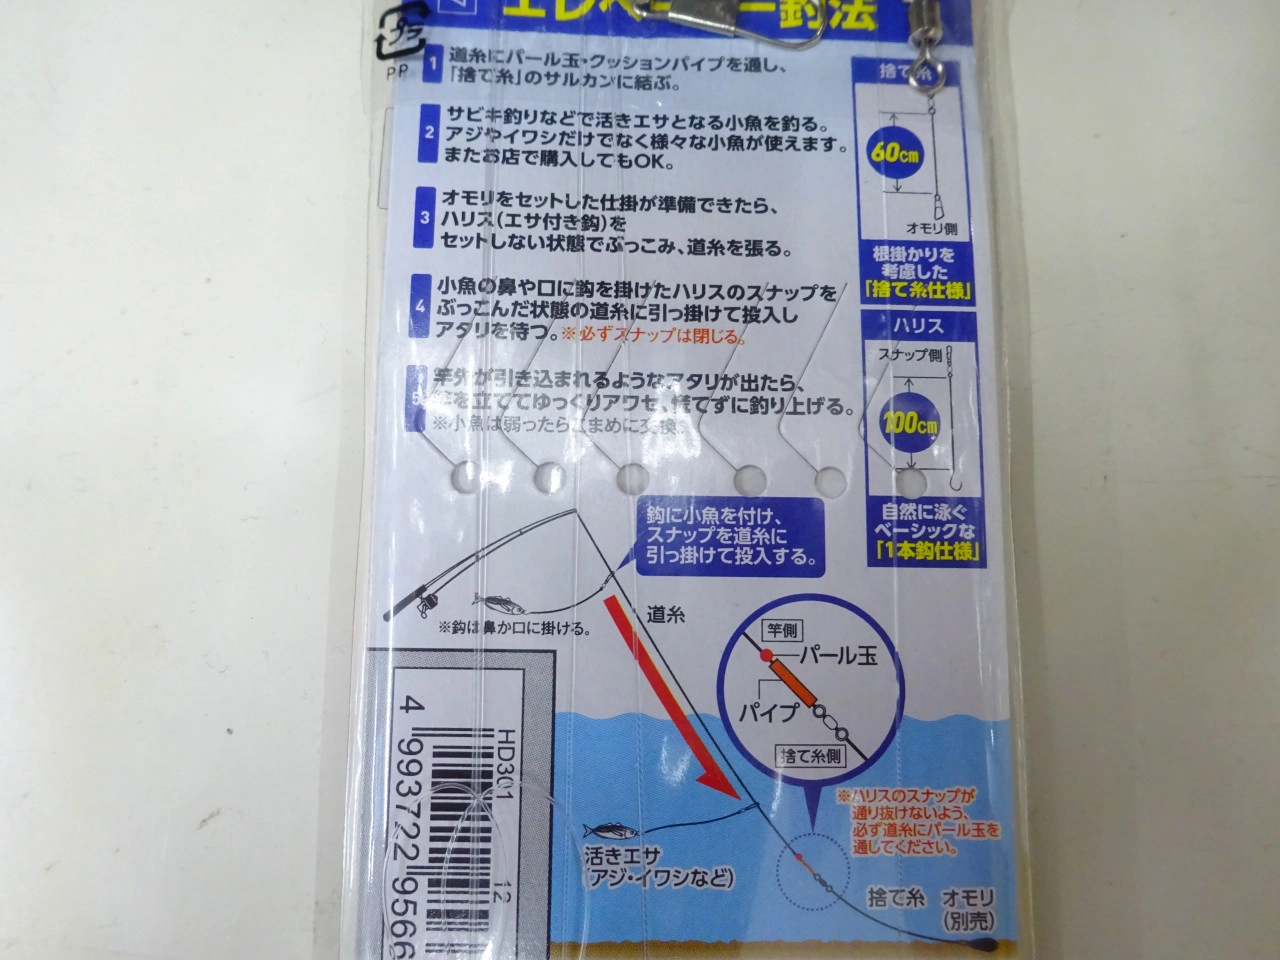 プラ
PP
釣法
1 道糸にパール玉・クッションパイプを通し、
「捨て糸」のサルカンに結ぶ。
2 サビキ釣りなどで活きエサとなる小魚を釣る。
アジやイワシだけでなく様々な小魚が使えます。
またお店で購入してもOK。
3 オモリをセットした仕掛が準備できたら、
ハリス(エサ付き鈎)を
セットしない状態でぶっこみ、道糸を張る。
4 小魚の鼻や口に鈎を掛けたハリスのスナップを
ぶっこんだ状態の道糸に引っ掛けて投入し
アタリを待つ。※必ずスナップは閉じる。
5 竿先が引き込まれるようなアタリが出たら、
竿を立ててゆっくりアワセ、慌てずに釣り上げる。
※小魚は弱ったらこまめに交換。
捨て糸
60cm
オモリ側
根掛かりを
考慮した
「捨て糸仕様」
ハリス
スナップ側
100cm
自然に泳ぐ
ベーシックな
「1本鈎仕様」
鈎に小魚を付け、
スナップを道糸に
引っ掛けて投入する。
※鈎は鼻か口に掛ける。
道糸
竿側
パール玉
パイプ
捨て糸側
※ハリスのスナップが
通り抜けないよう、
必ず道糸にパール玉を
通してください。
活きエサ
(アジ・イワシなど)
捨て糸 オモリ
(別売)
HD301 12
4 993722 9566